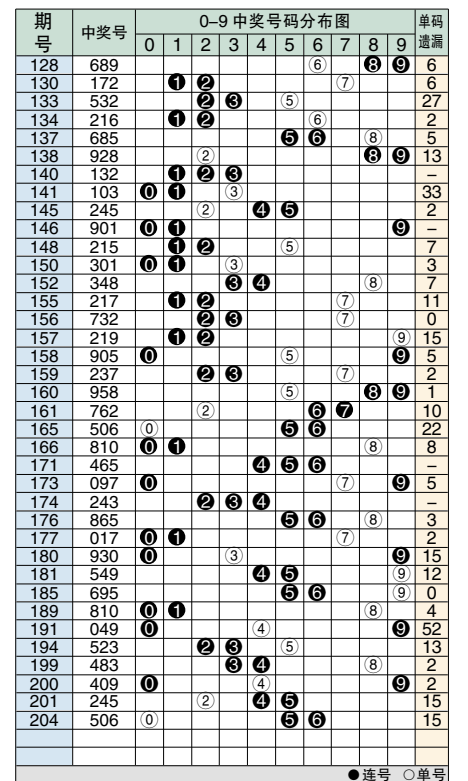 期号 中奖号 0–9中奖号码分布图 单码遗漏
0 1 2 3 4 5 6 7 8 9
128 689 ⑥ ❽ ❾ 6
130 172 ❶ ❷ ⑦ 6
133 532 ❷ ❸ ⑤ 27
134 216 ❶ ❷ ⑥ 2
137 685 ❺ ❻ ⑧ 5
138 928 ② ❽ ❾ 13
140 132 ❶ ❷ ❸ –
141 103 ⓿ ❶ ③ 33
145 245 ② ❹ ❺ 2
146 901 ⓿ ❶ ❾ –
148 215 ❶ ❷ ⑤ 7
150 301 ⓿ ❶ ③ 3
152 348 ❸ ❹ ⑧ 7
155 217 ❶ ❷ ⑦ 11
156 732 ❷ ❸ ⑦ 0
157 219 ❶ ❷ ⑨ 15
158 905 ⓿ ⑤ ❾ 5
159 237 ❷ ❸ ⑦ 2
160 958 ⑤ ❽ ❾ 1
161 762 ② ❻ ❼ 10
165 506 ⓪ ❺ ❻ 22
166 810 ⓿ ❶ ⑧ 8
171 465 ❹ ❺ ❻ –
173 097 ⓿ ⑦ ❾ 5
174 243 ❷ ❸ ❹ –
176 865 ❺ ❻ ⑧ 3
177 017 ⓿ ❶ ⑦ 2
180 930 ⓿ ③ ❾ 15
181 549 ❹ ❺ ⑨ 12
185 695 ❺ ❻ ⑨ 0
189 810 ⓿ ❶ ⑧ 4
191 049 ⓿ ④ ❾ 52
194 523 ❷ ❸ ⑤ 13
199 483 ❸ ❹ ⑧ 2
200 409 ⓿ ④ ❾ 2
201 245 ② ❹ ❺ 15
204 506 ⓪ ❺ ❻ 15
●连号 ○单号